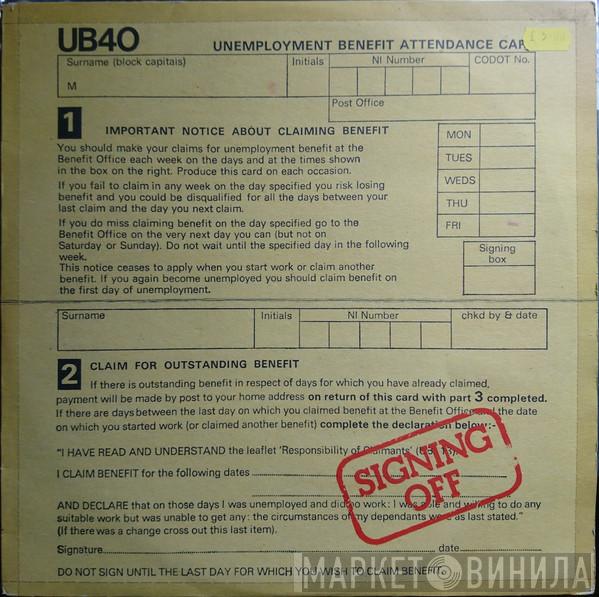 UB40
UNEMPLOYMENT BENEFIT ATTENDANCE CAR
Surname (block capitals)
Initials
NI Number
CODOT No.
M
Post Office
1
IMPORTANT NOTICE ABOUT CLAIMING BENEFIT
You should make your claims for unemployment benefit at the
Benefit Office each week on the days and at the times shown
in the box on the right. Produce this card on each occasion.
If you fail to claim in any week on the day specified you risk losing
benefit and you could be disqualified for all the days between your
last claim and the day you next claim.
If you do miss claiming benefit on the day specified go to the
Benefit Office on the very next day you can (but not on
Saturday or Sunday). Do not wait until the specified day in the following
week.
This notice ceases to apply when you start work or claim another
benefit. If you again become unemployed you should claim benefit on
the first day of unemployment.
MON
TUES
WEDS
THU
FRI
Signing
box
Surname
Initials
NI Number
chkd by & date
2
CLAIM FOR OUTSTANDING BENEFIT
If there is outstanding benefit in respect of days for which you have already claimed,
payment will be made by post to your home address on return of this card with part 3 completed.
If there are days between the last day on which you claimed benefit at the Benefit Office and the date
on which you started work (or claimed another benefit) complete the declaration below:-
"I HAVE READ AND UNDERSTAND the leaflet 'Responsibility of Claimants'
I CLAIM BENEFIT for the following dates
AND DECLARE that on those days I was unemployed and did no work: I was able and willing to do any
suitable work but was unable to get any: the circumstances of my dependants were as last stated."
(If there was a change cross out this last item).
Signature
date
DO NOT SIGN UNTIL THE LAST DAY FOR WHICH YOU WISH TO CLAIM BENEFIT.
SIGNING
OFF
МАРКЕТ ВИНИЛА